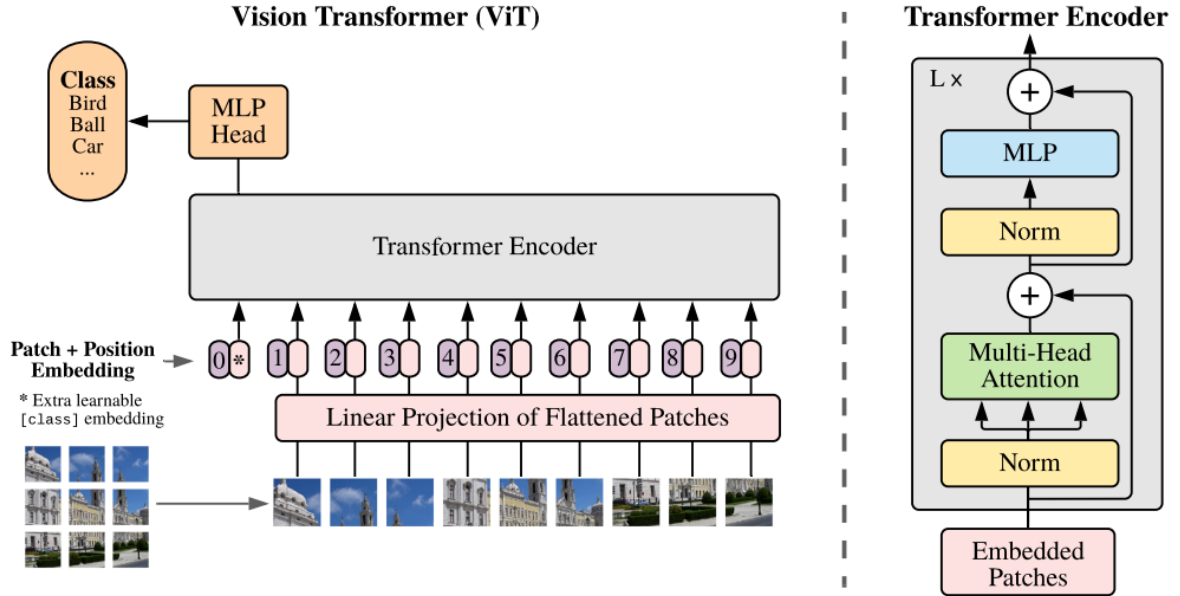 Vision Transformer (ViT)
Class
Bird
Ball
Car
...
MLP
Head
Transformer Encoder
Patch + Position
Embedding
0 * 1 2 3 4 5 6 7 8 9
* Extra learnable
[class] embedding
Linear Projection of Flattened Patches
Transformer Encoder
L ×
+
MLP
Norm
+
Multi-Head
Attention
Norm
Embedded
Patches